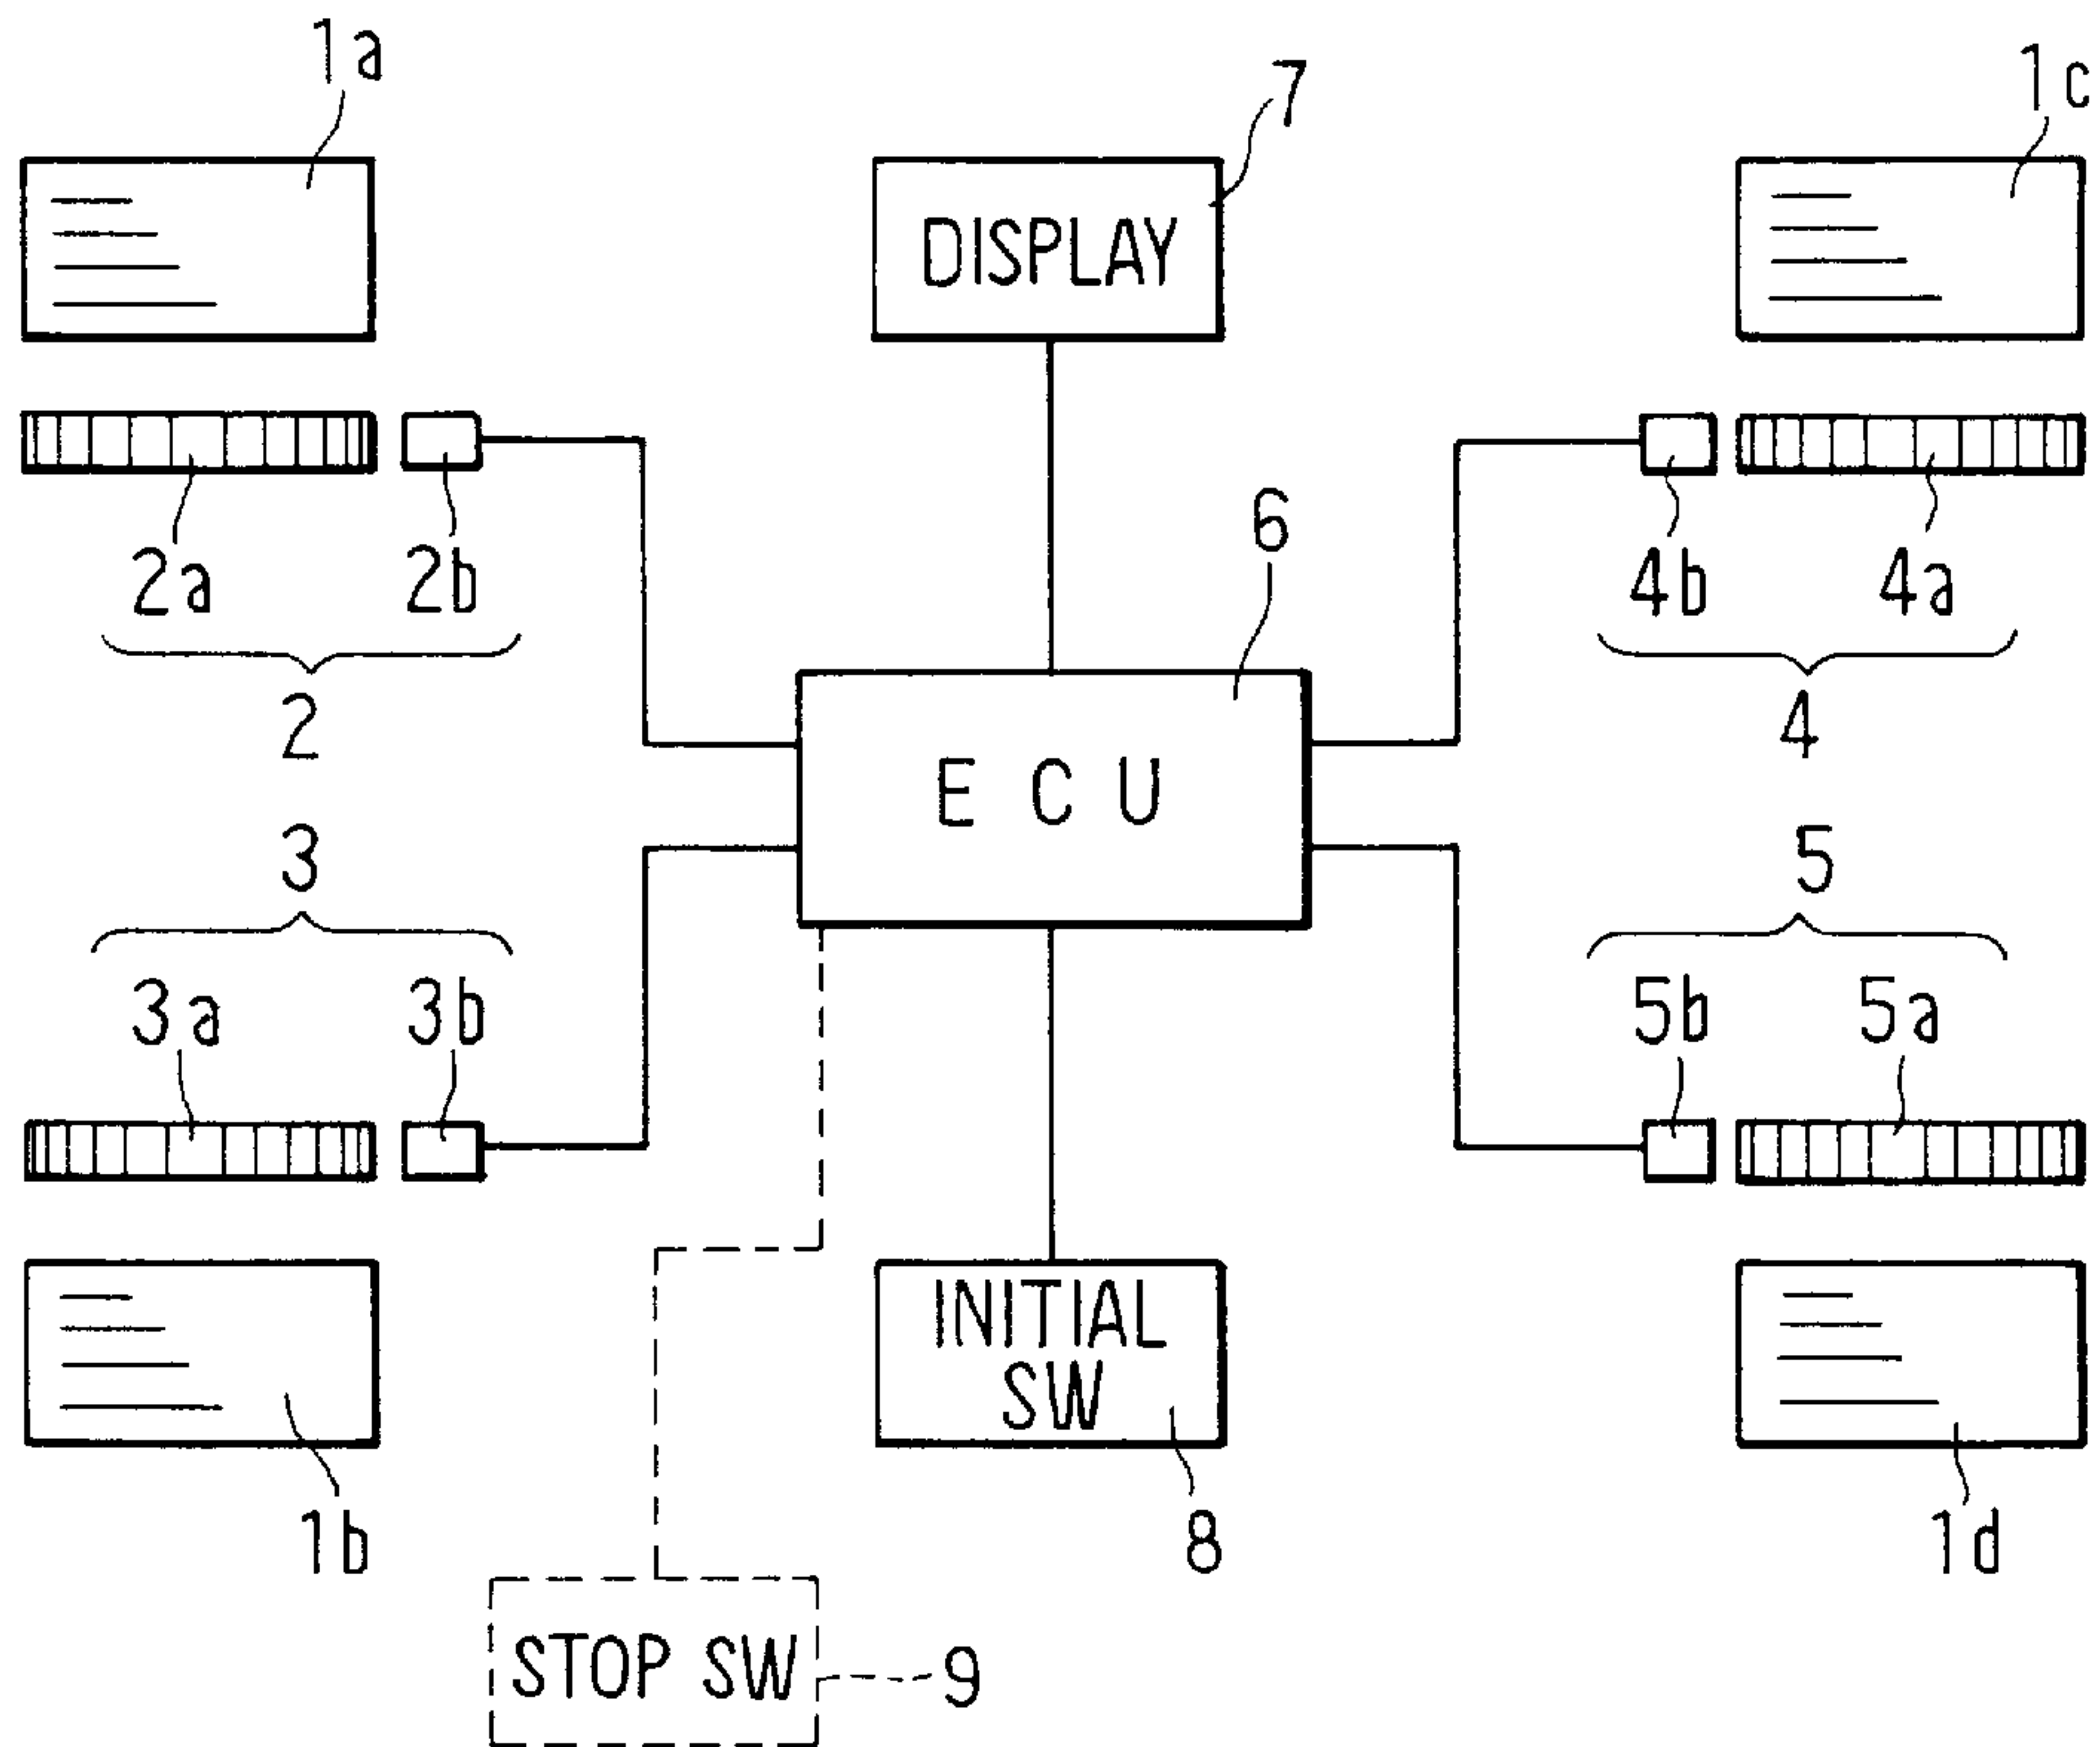 1a
1c
7
DISPLAY
2a
2b
4b
4a
6
2
4
E C U
3
5
3a
3b
5b
5a
INITIAL
SW
1b
8
1d
STOP SW
9